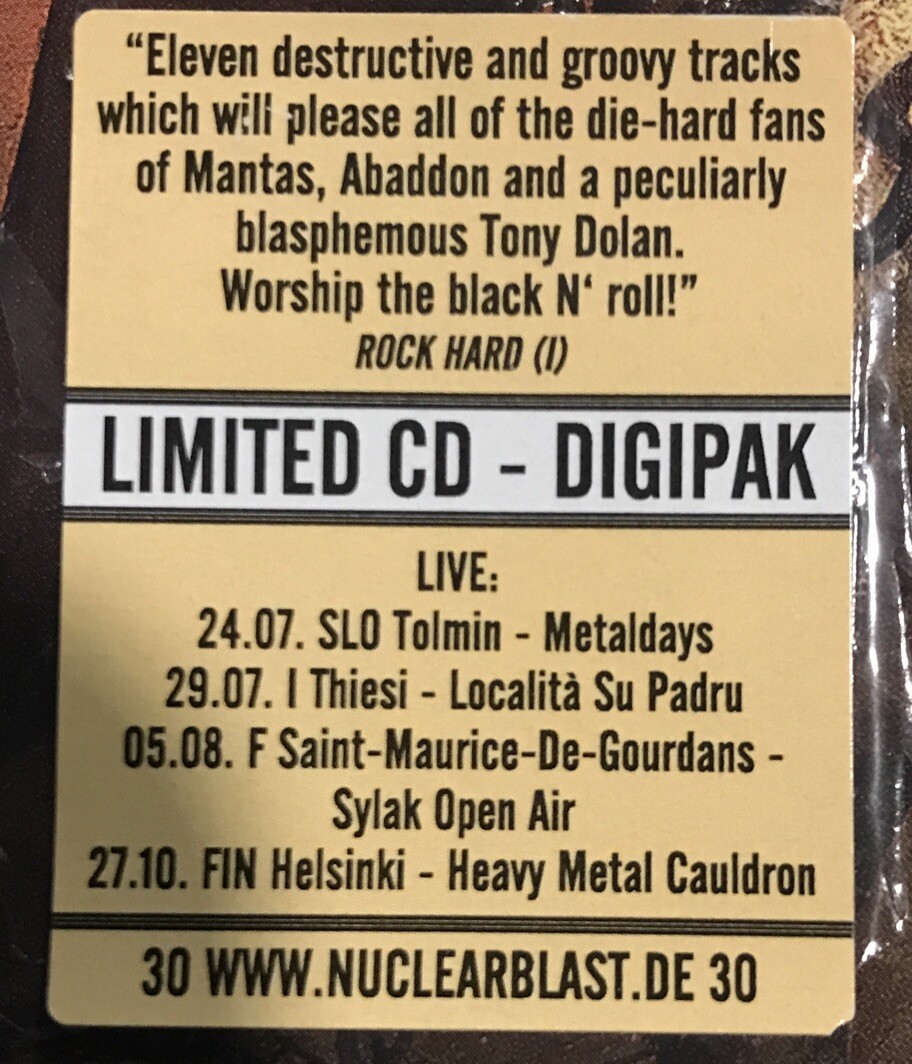 “Eleven destructive and groovy tracks
which will please all of the die-hard fans
of Mantas, Abaddon and a peculiarly
blasphemous Tony Dolan.
Worship the black N‘ roll!”
ROCK HARD (I)
LIMITED CD - DIGIPAK
LIVE:
24.07. SLO Tolmin - Metaldays
29.07. I Thiesi - Località Su Padru
05.08. F Saint-Maurice-De-Gourdans -
Sylak Open Air
27.10. FIN Helsinki - Heavy Metal Cauldron
30 WWW.NUCLEARBLAST.DE 30